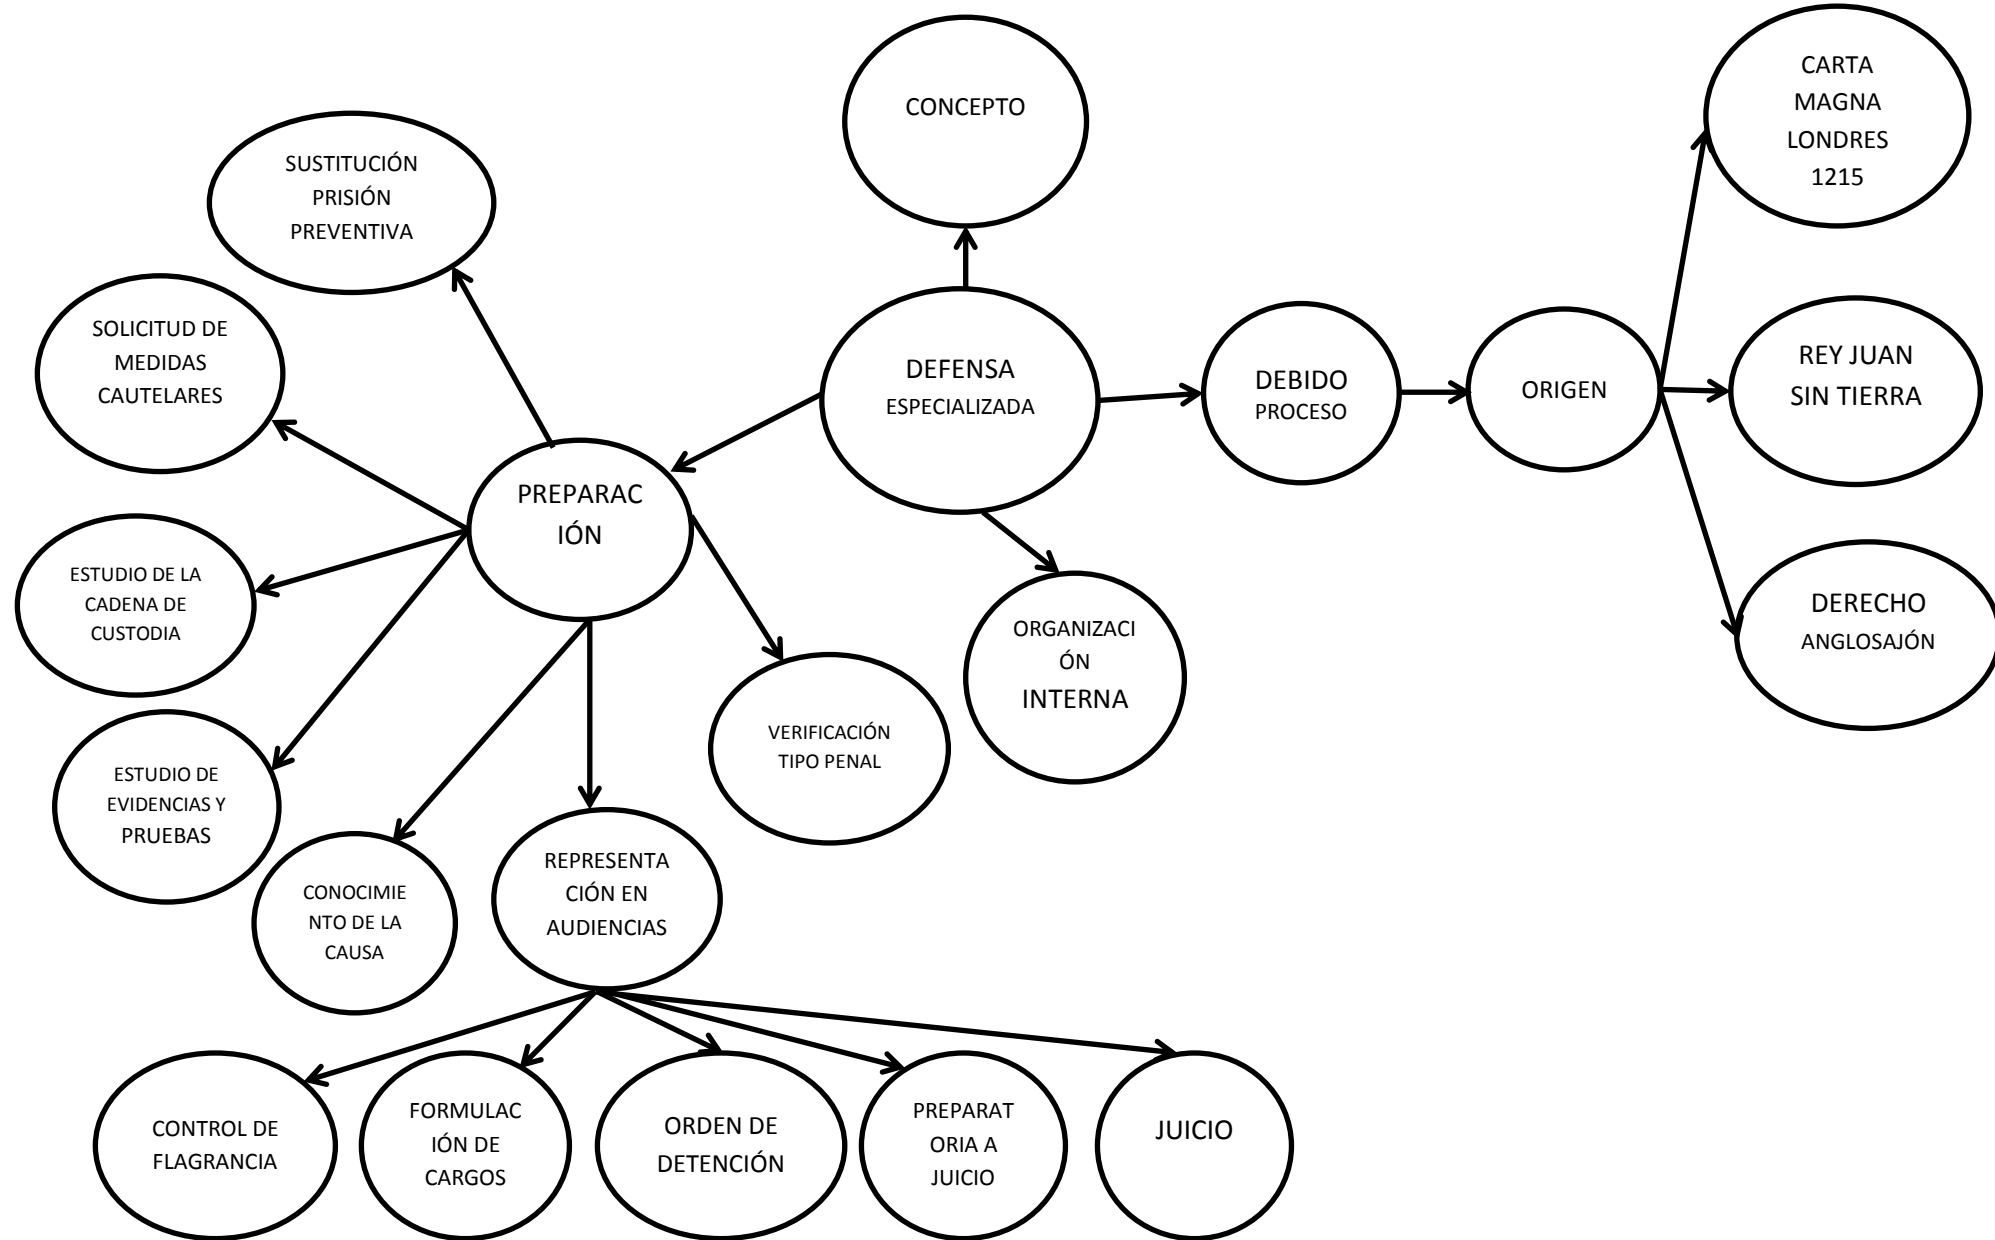 CONCEPTO
CARTA
MAGNA
LONDRES
1215
SUSTITUCIÓN
PRISIÓN
PREVENTIVA
SOLICITUD DE
MEDIDAS
CAUTELARES
DEFENSA
ESPECIALIZADA
DEBIDO
PROCESO
ORIGEN
REY JUAN
SIN TIERRA
PREPARAC
IÓN
ESTUDIO DE LA
CADENA DE
CUSTODIA
ORGANIZACI
ÓN
INTERNA
DERECHO
ANGLOSAJÓN
VERIFICACIÓN
TIPO PENAL
ESTUDIO DE
EVIDENCIAS Y
PRUEBAS
CONOCIMIE
NTO DE LA
CAUSA
REPRESENTA
CIÓN EN
AUDIENCIAS
CONTROL DE
FLAGRANCIA
FORMULAC
IÓN DE
CARGOS
ORDEN DE
DETENCIÓN
PREPARAT
ORIA A
JUICIO
JUICIO